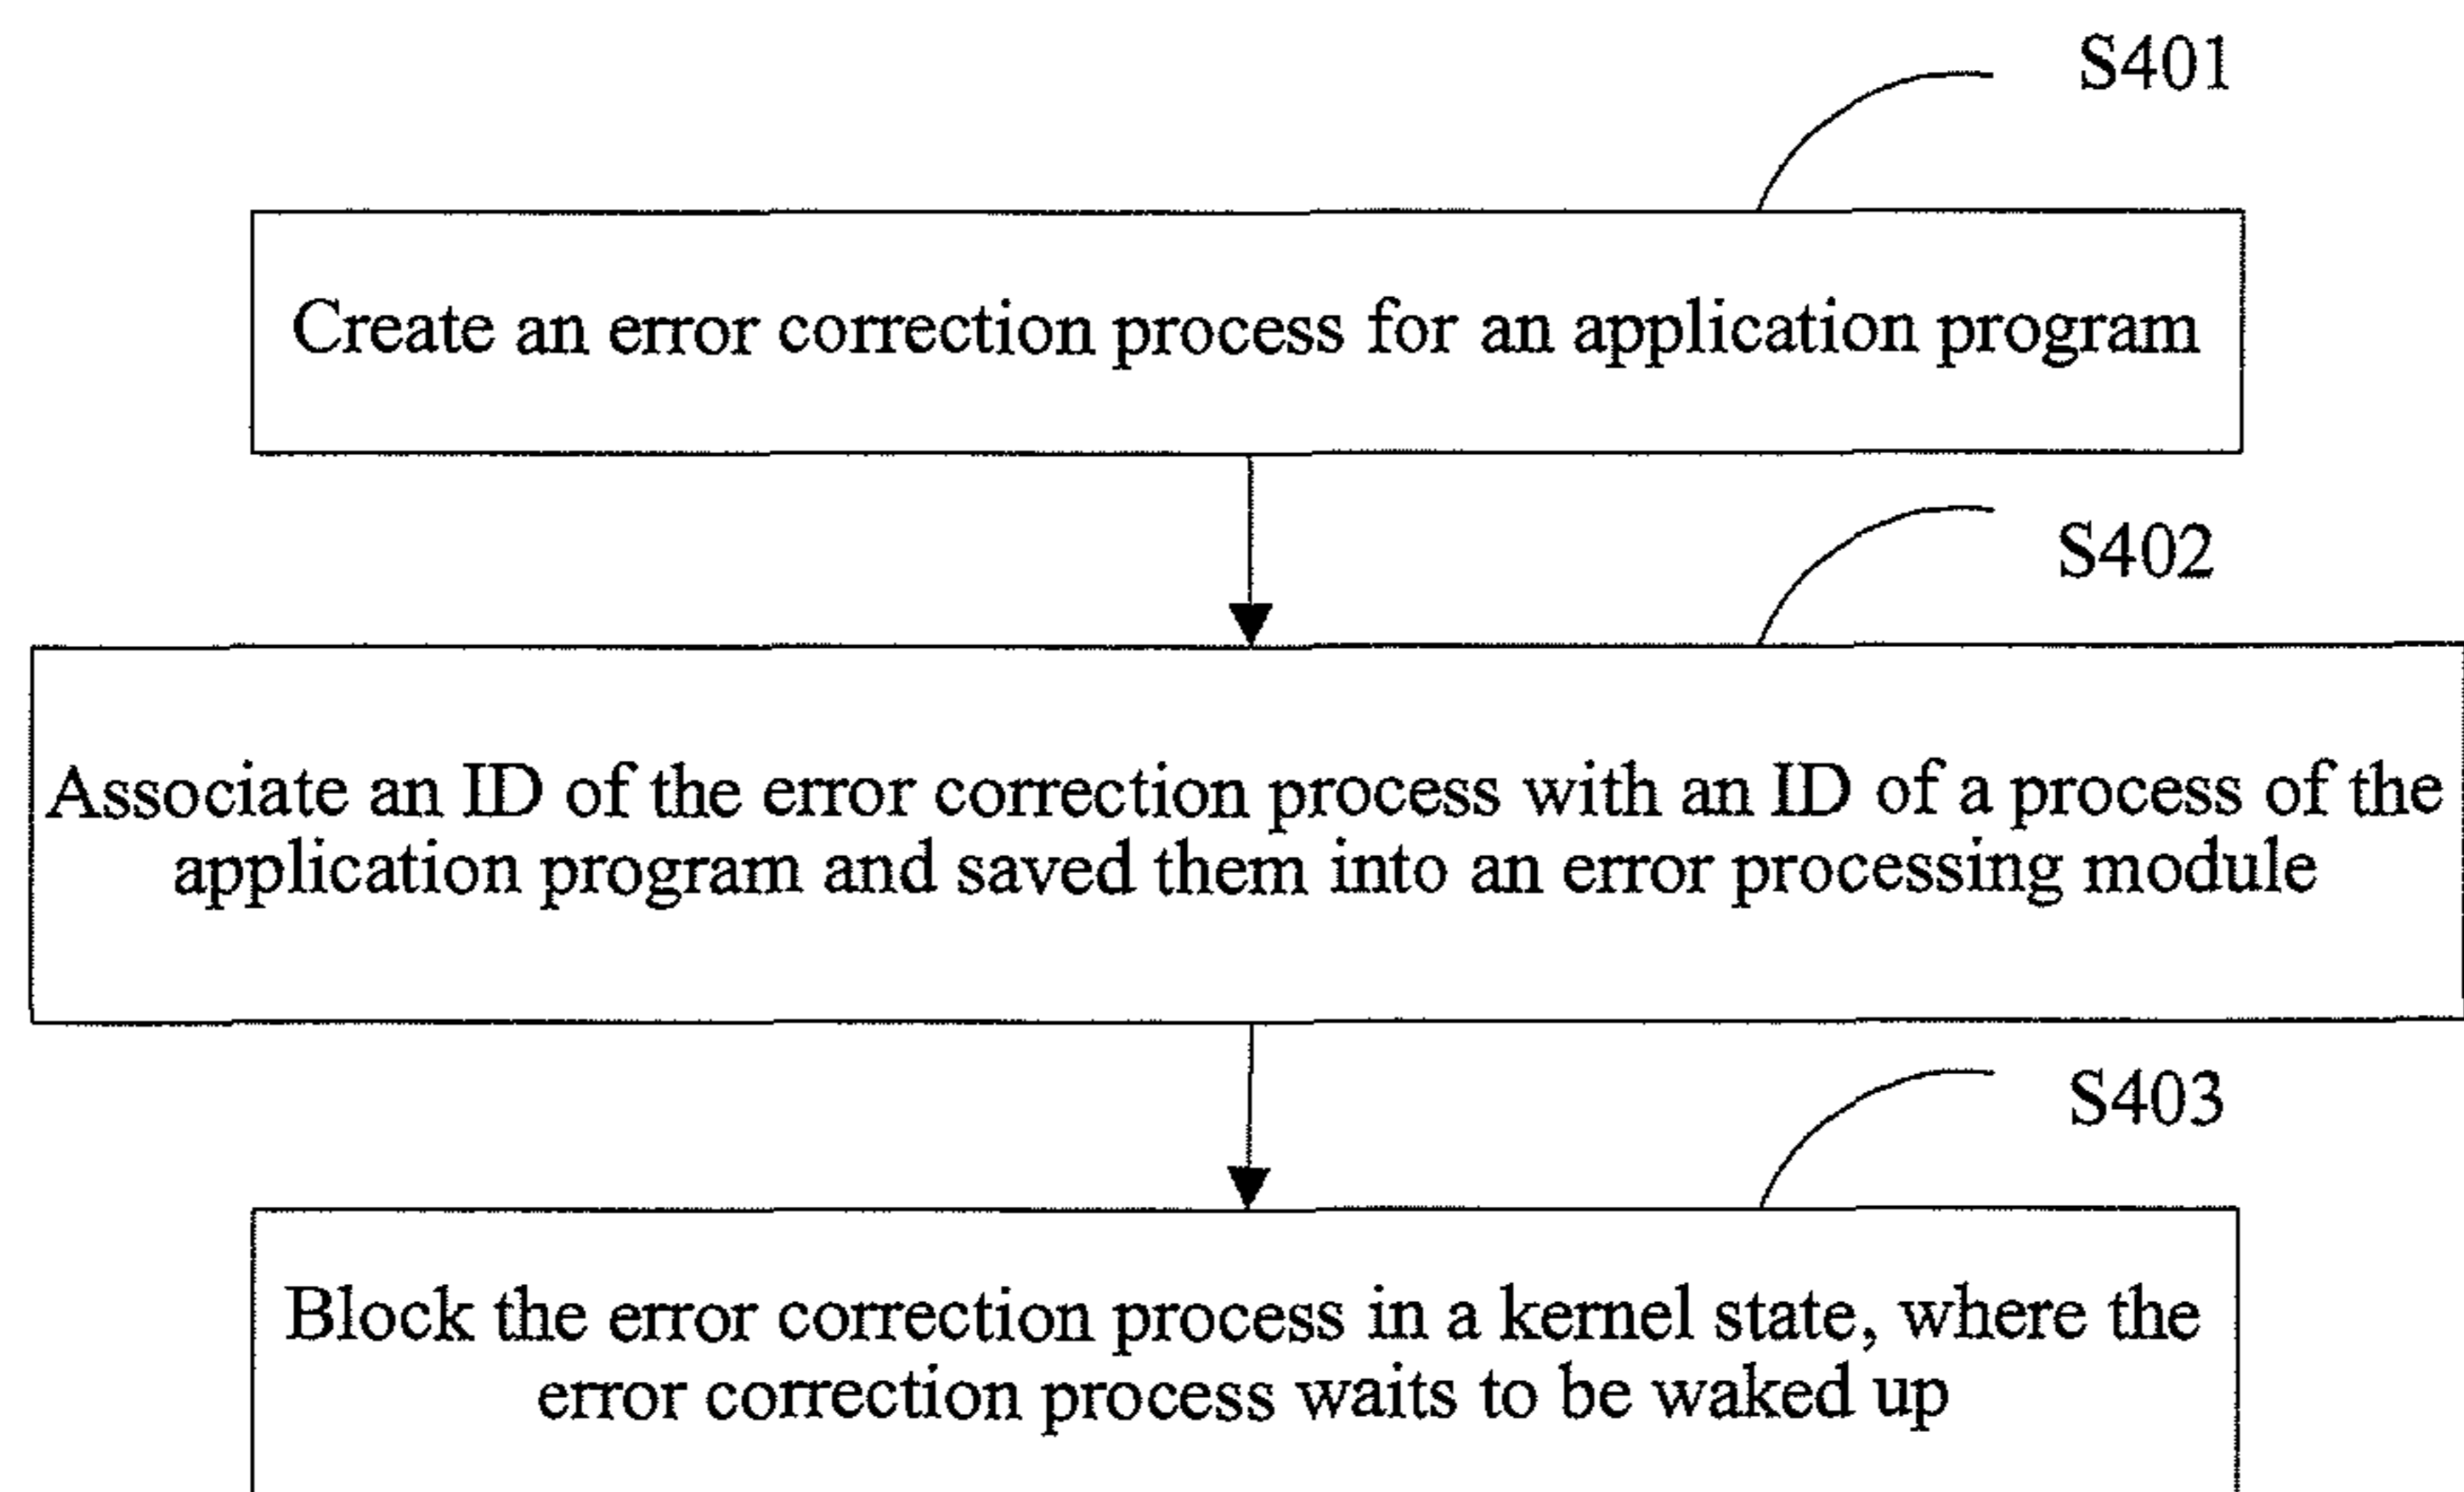 S401
Create an error correction process for an application program
S402
Associate an ID of the error correction process with an ID of a process of the
application program and saved them into an error processing module
S403
Block the error correction process in a kernel state, where the
error correction process waits to be waked up